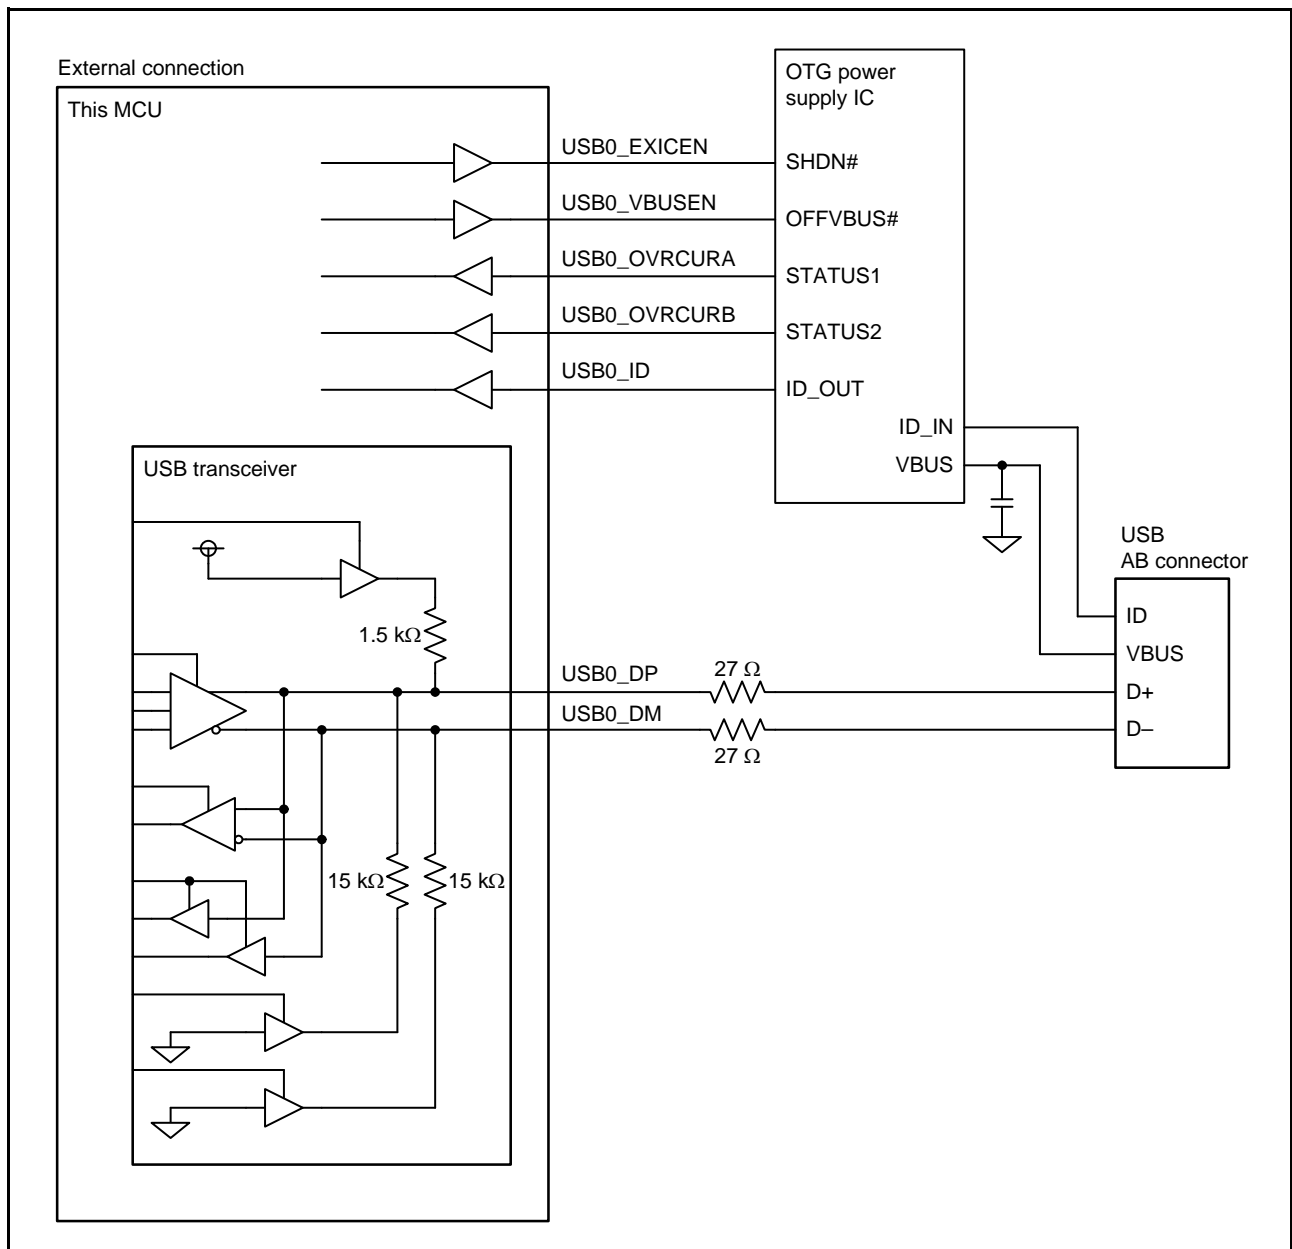 External connection
This MCU
OTG power
supply IC
USB0_EXICEN
SHDN#
USB0_VBUSEN
OFFVBUS#
USB0_OVRCURA
STATUS1
USB0_OVRCURB
STATUS2
USB0_ID
ID_OUT
ID_IN
VBUS
USB transceiver
USB
AB connector
ID
VBUS
D+
D–
1.5 kΩ
USB0_DP
27 Ω
USB0_DM
27 Ω
15 kΩ
15 kΩ